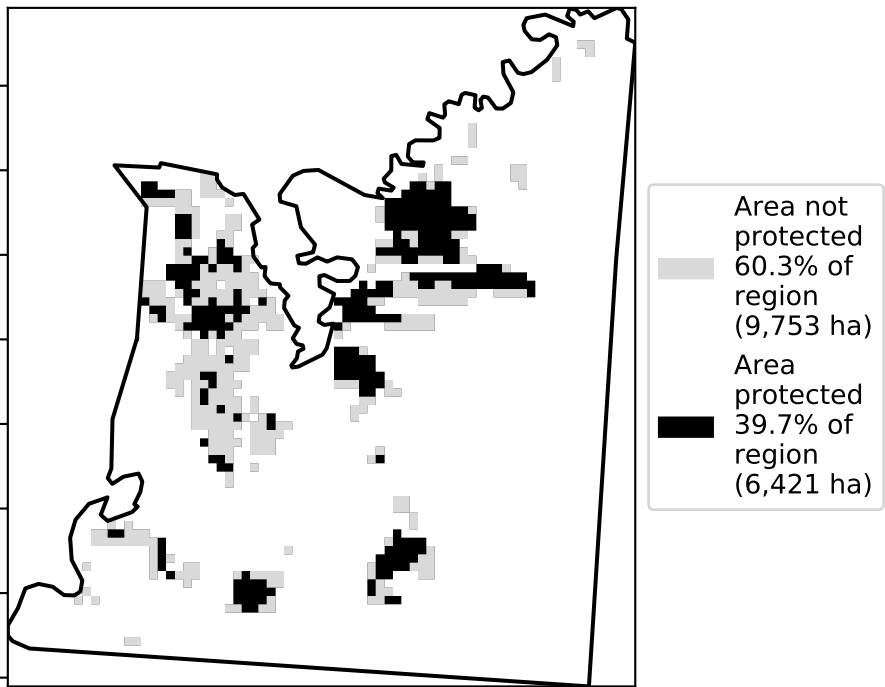 Area not
protected
60.3% of
region
(9,753 ha)
Area
protected
39.7% of
region
(6,421 ha)